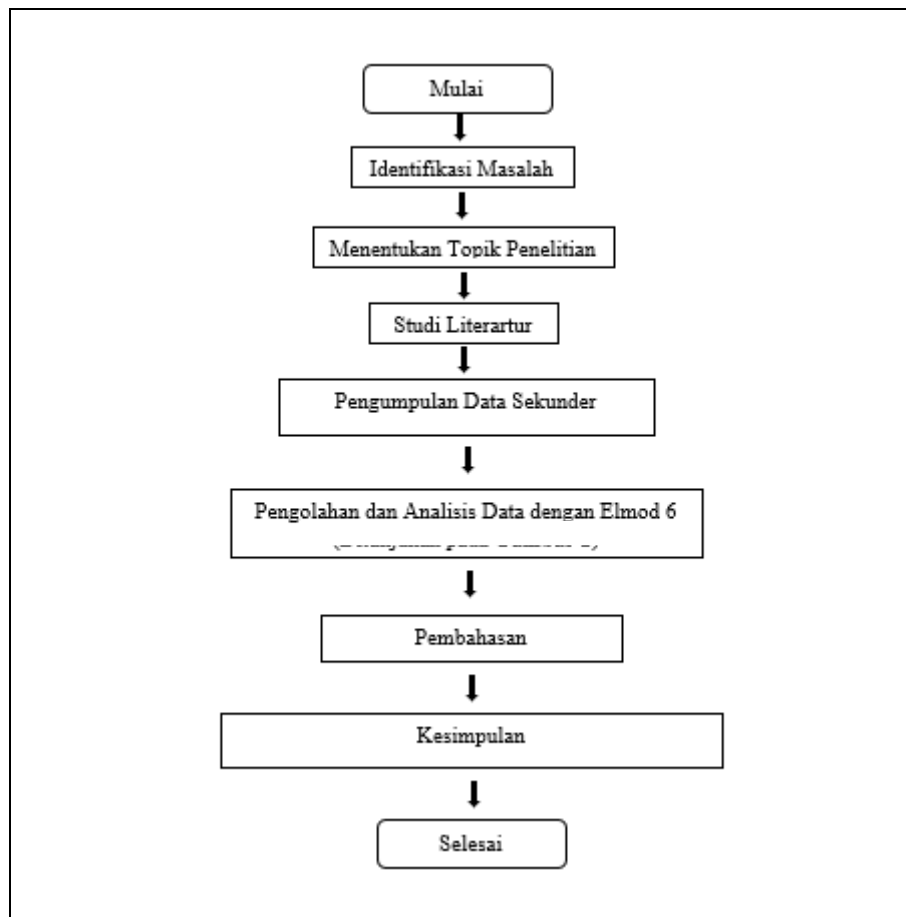 Mulai
Identifikasi Masalah
Menentukan Topik Penelitian
Studi Literartur
Pengumpulan Data Sekunder
Pengolahan dan Analisis Data dengan Elmod 6
Pembahasan
Kesimpulan
Selesai